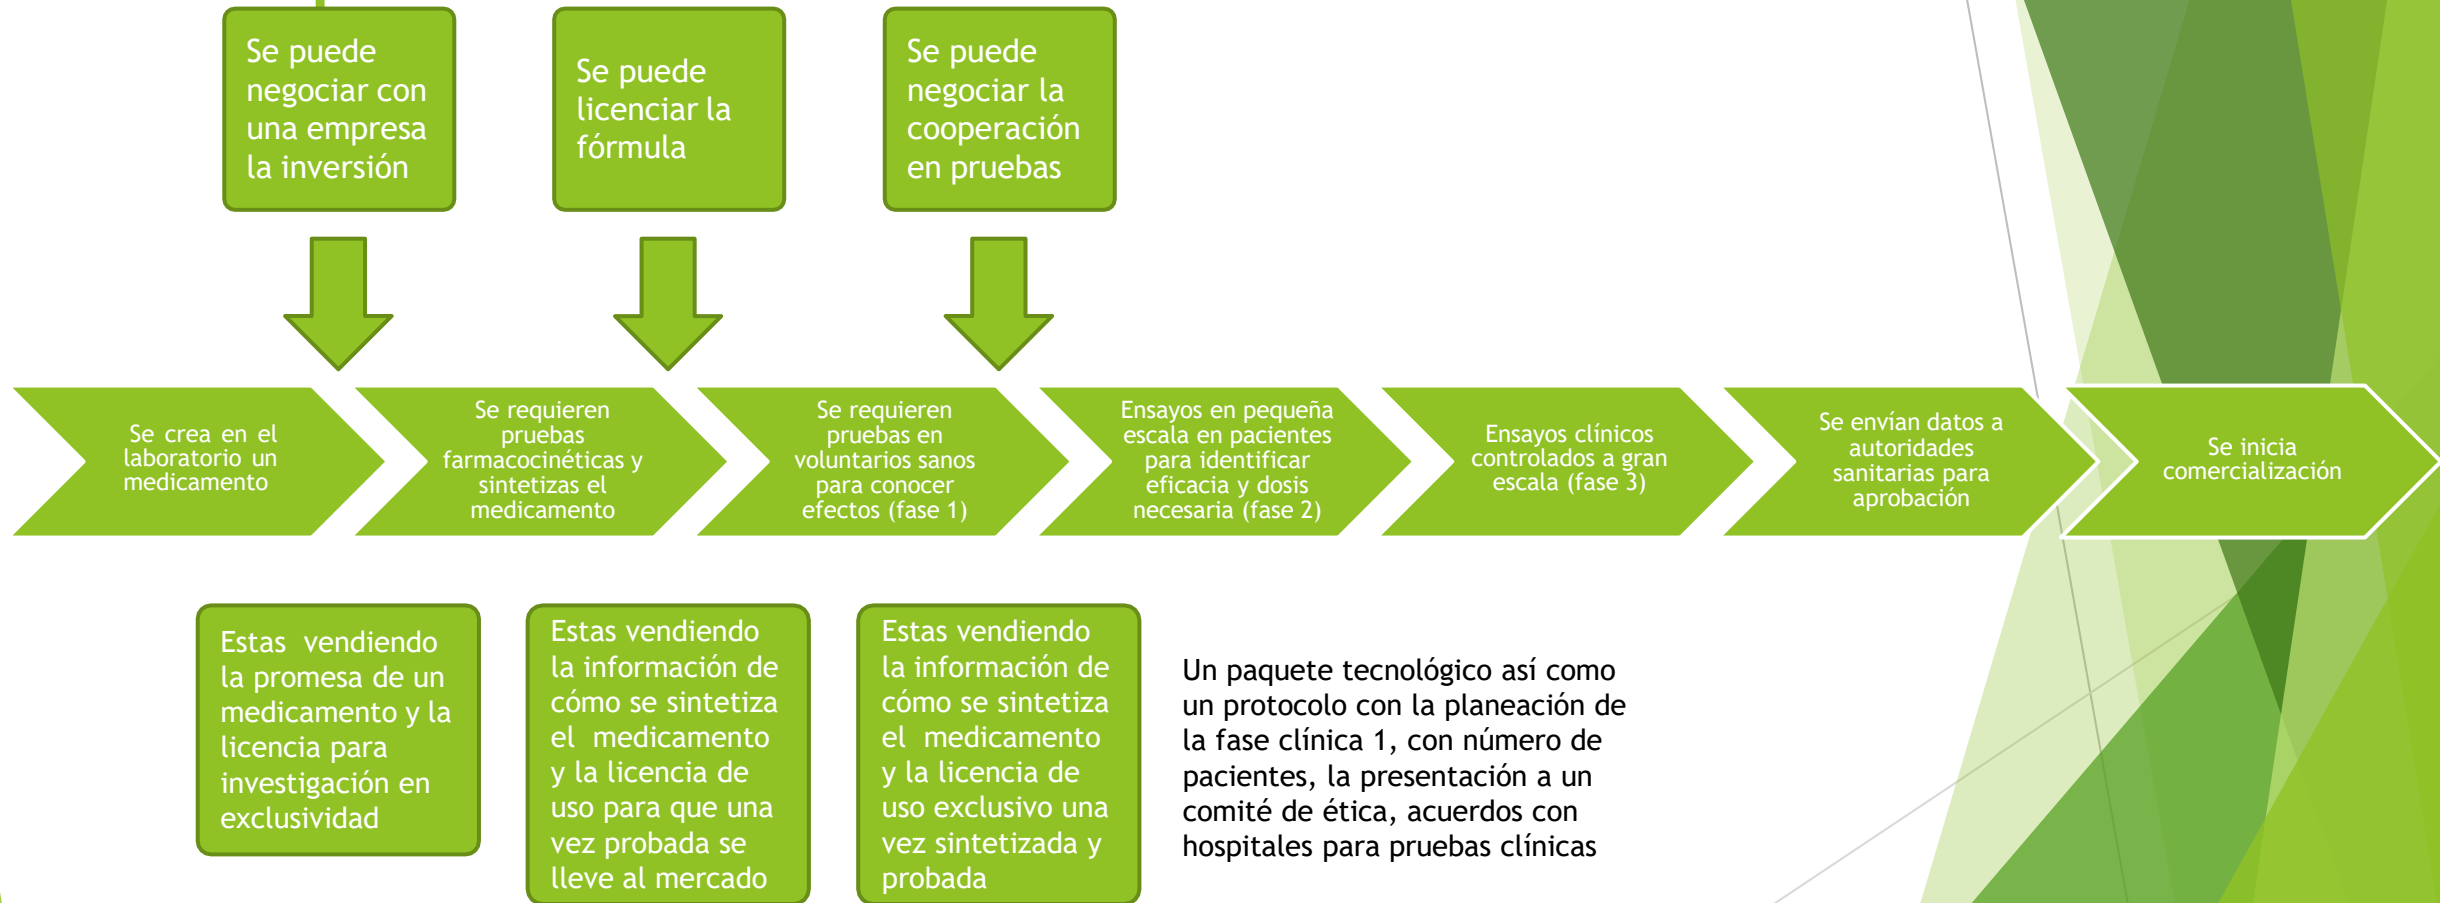 Se puede
negociar con
una empresa
la inversión
Se puede
licenciar la
fórmula
Se puede
negociar la
cooperación
en pruebas
Se crea en el
laboratorio un
medicamento
Se requieren
pruebas
farmacocinéticas y
sintetizas el
medicamento
Se requieren
pruebas en
voluntarios sanos
para conocer
efectos (fase 1)
Ensayos en pequeña
escala en pacientes
para identificar
eficacia y dosis
necesaria (fase 2)
Ensayos clínicos
controlados a gran
escala (fase 3)
Se envían datos a
autoridades
sanitarias para
aprobación
Se inicia
comercialización
Estas vendiendo
la promesa de un
medicamento y la
licencia para
investigación en
exclusividad
Estas vendiendo
la información de
cómo se sintetiza
el medicamento
y la licencia de
uso para que una
vez probada se
lleve al mercado
Estas vendiendo
la información de
cómo se sintetiza
el medicamento
y la licencia de
uso exclusivo una
vez sintetizada y
probada
Un paquete tecnológico así como
un protocolo con la planeación de
la fase clínica 1, con número de
pacientes, la presentación a un
comité de ética, acuerdos con
hospitales para pruebas clínicas